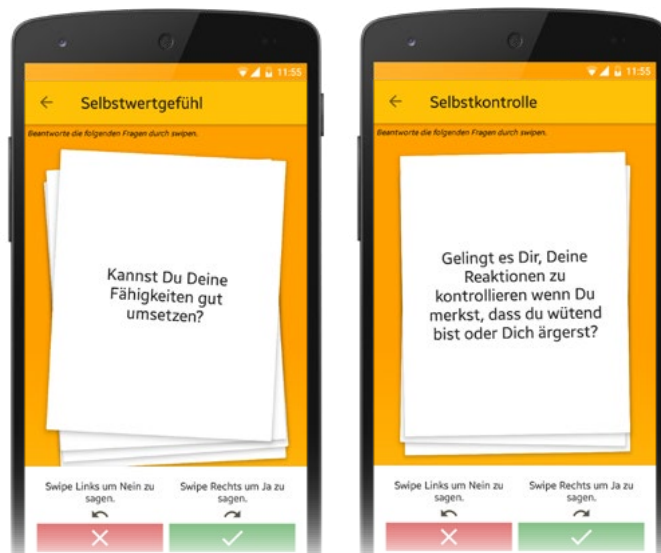 11:55
Selbstwertgefühl
Beantworte die folgenden Fragen durch swipen.
Kannst Du Deine
Fähigkeiten gut
umsetzen?
Swipe Links um Nein zu
sagen.
Swipe Rechts um Ja zu
sagen.
11:55
Selbstkontrolle
Beantworte die folgenden Fragen durch swipen.
Gelingt es Dir, Deine
Reaktionen zu
kontrollieren wenn Du
merkst, dass du wütend
bist oder Dich ärgerst?
Swipe Links um Nein zu
sagen.
Swipe Rechts um Ja zu
sagen.